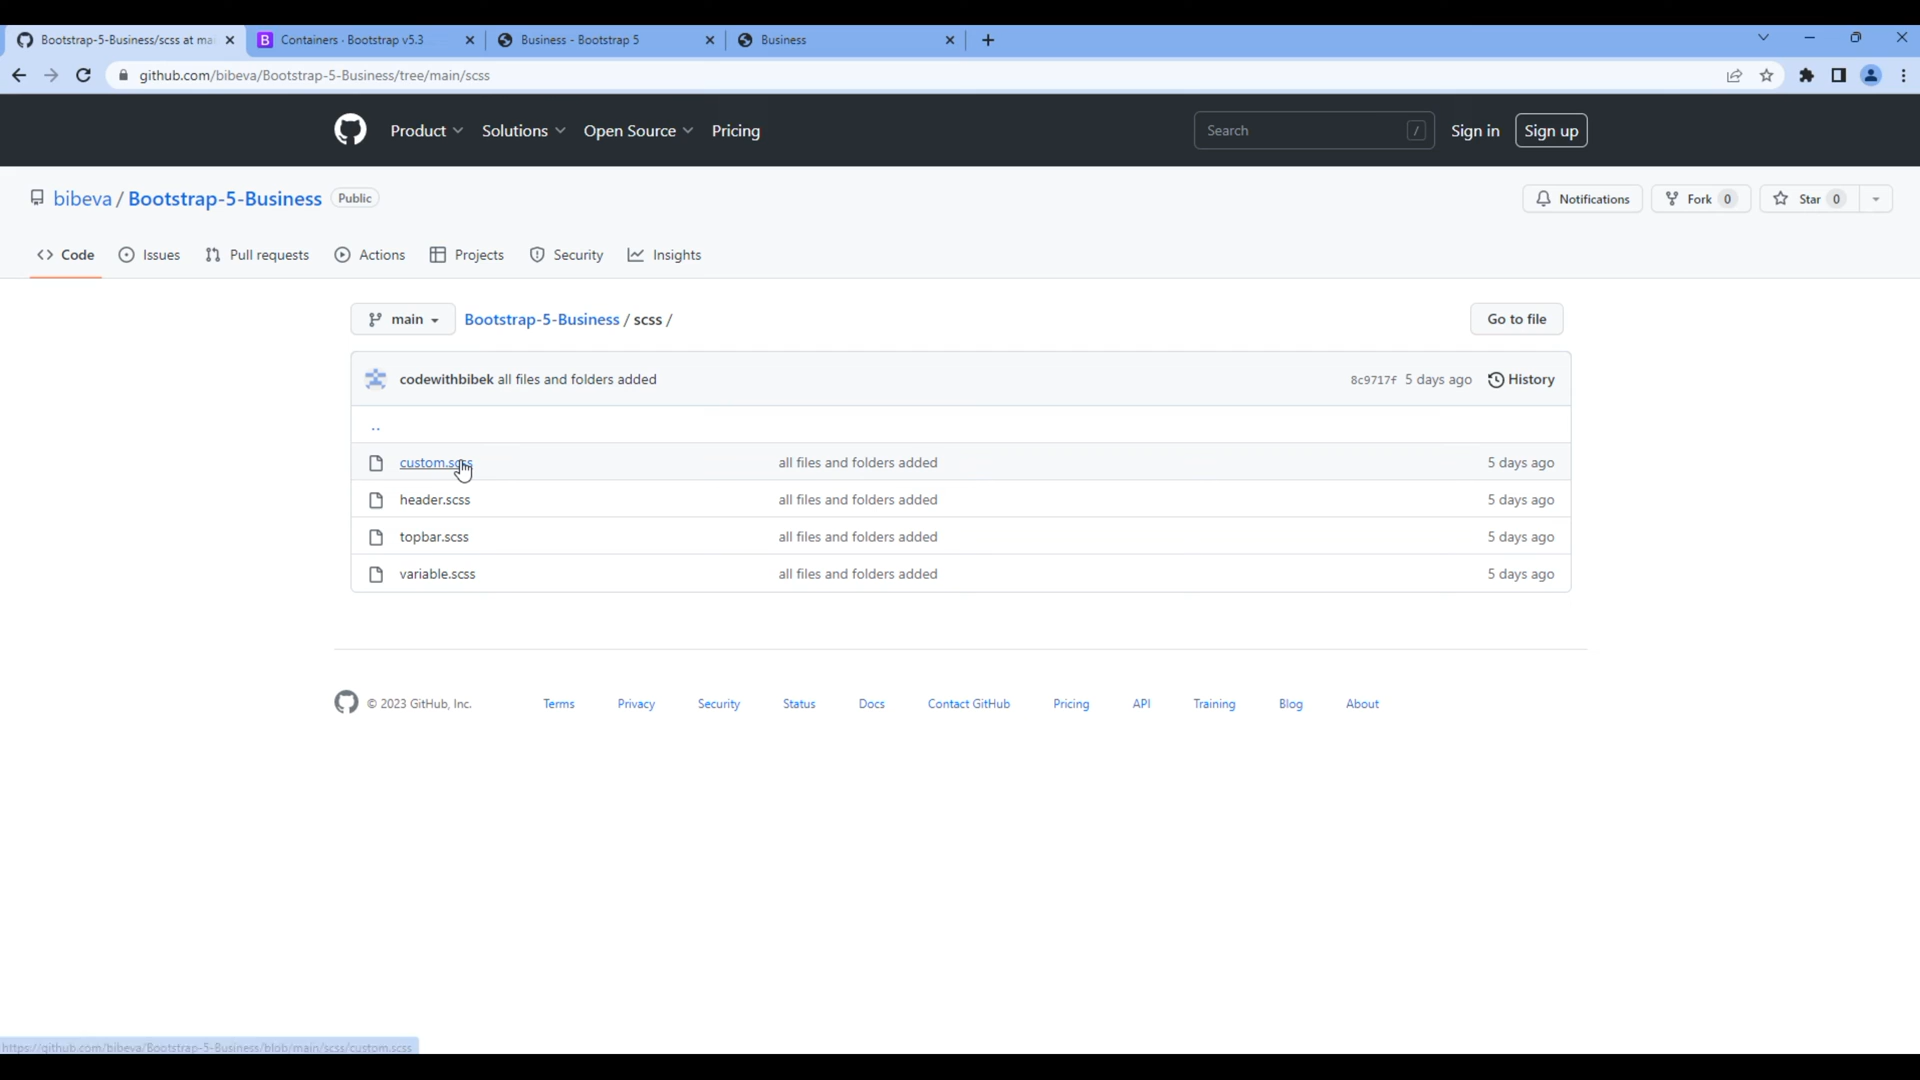 Bootstrap-5-Business/scss at ma
Containers · Bootstrap v5.3
Business - Bootstrap 5
Business
github.com/bibeva/Bootstrap-5-Business/tree/main/scss
Product
Solutions
Open Source
Pricing
Search
/
Sign in
Sign up
bibeva / Bootstrap-5-Business
Public
Notifications
Fork 0
Star 0
Code
Issues
Pull requests
Actions
Projects
Security
Insights
main
Bootstrap-5-Business / scss /
Go to file
codewithbibek all files and folders added
8c9717f 5 days ago
History
..
custom.scss
all files and folders added
5 days ago
header.scss
all files and folders added
5 days ago
topbar.scss
all files and folders added
5 days ago
variable.scss
all files and folders added
5 days ago
© 2023 GitHub, Inc.
Terms
Privacy
Security
Status
Docs
Contact GitHub
Pricing
API
Training
Blog
About
https://github.com/bibeva/Bootstrap-5-Business/blob/main/scss/custom.scss